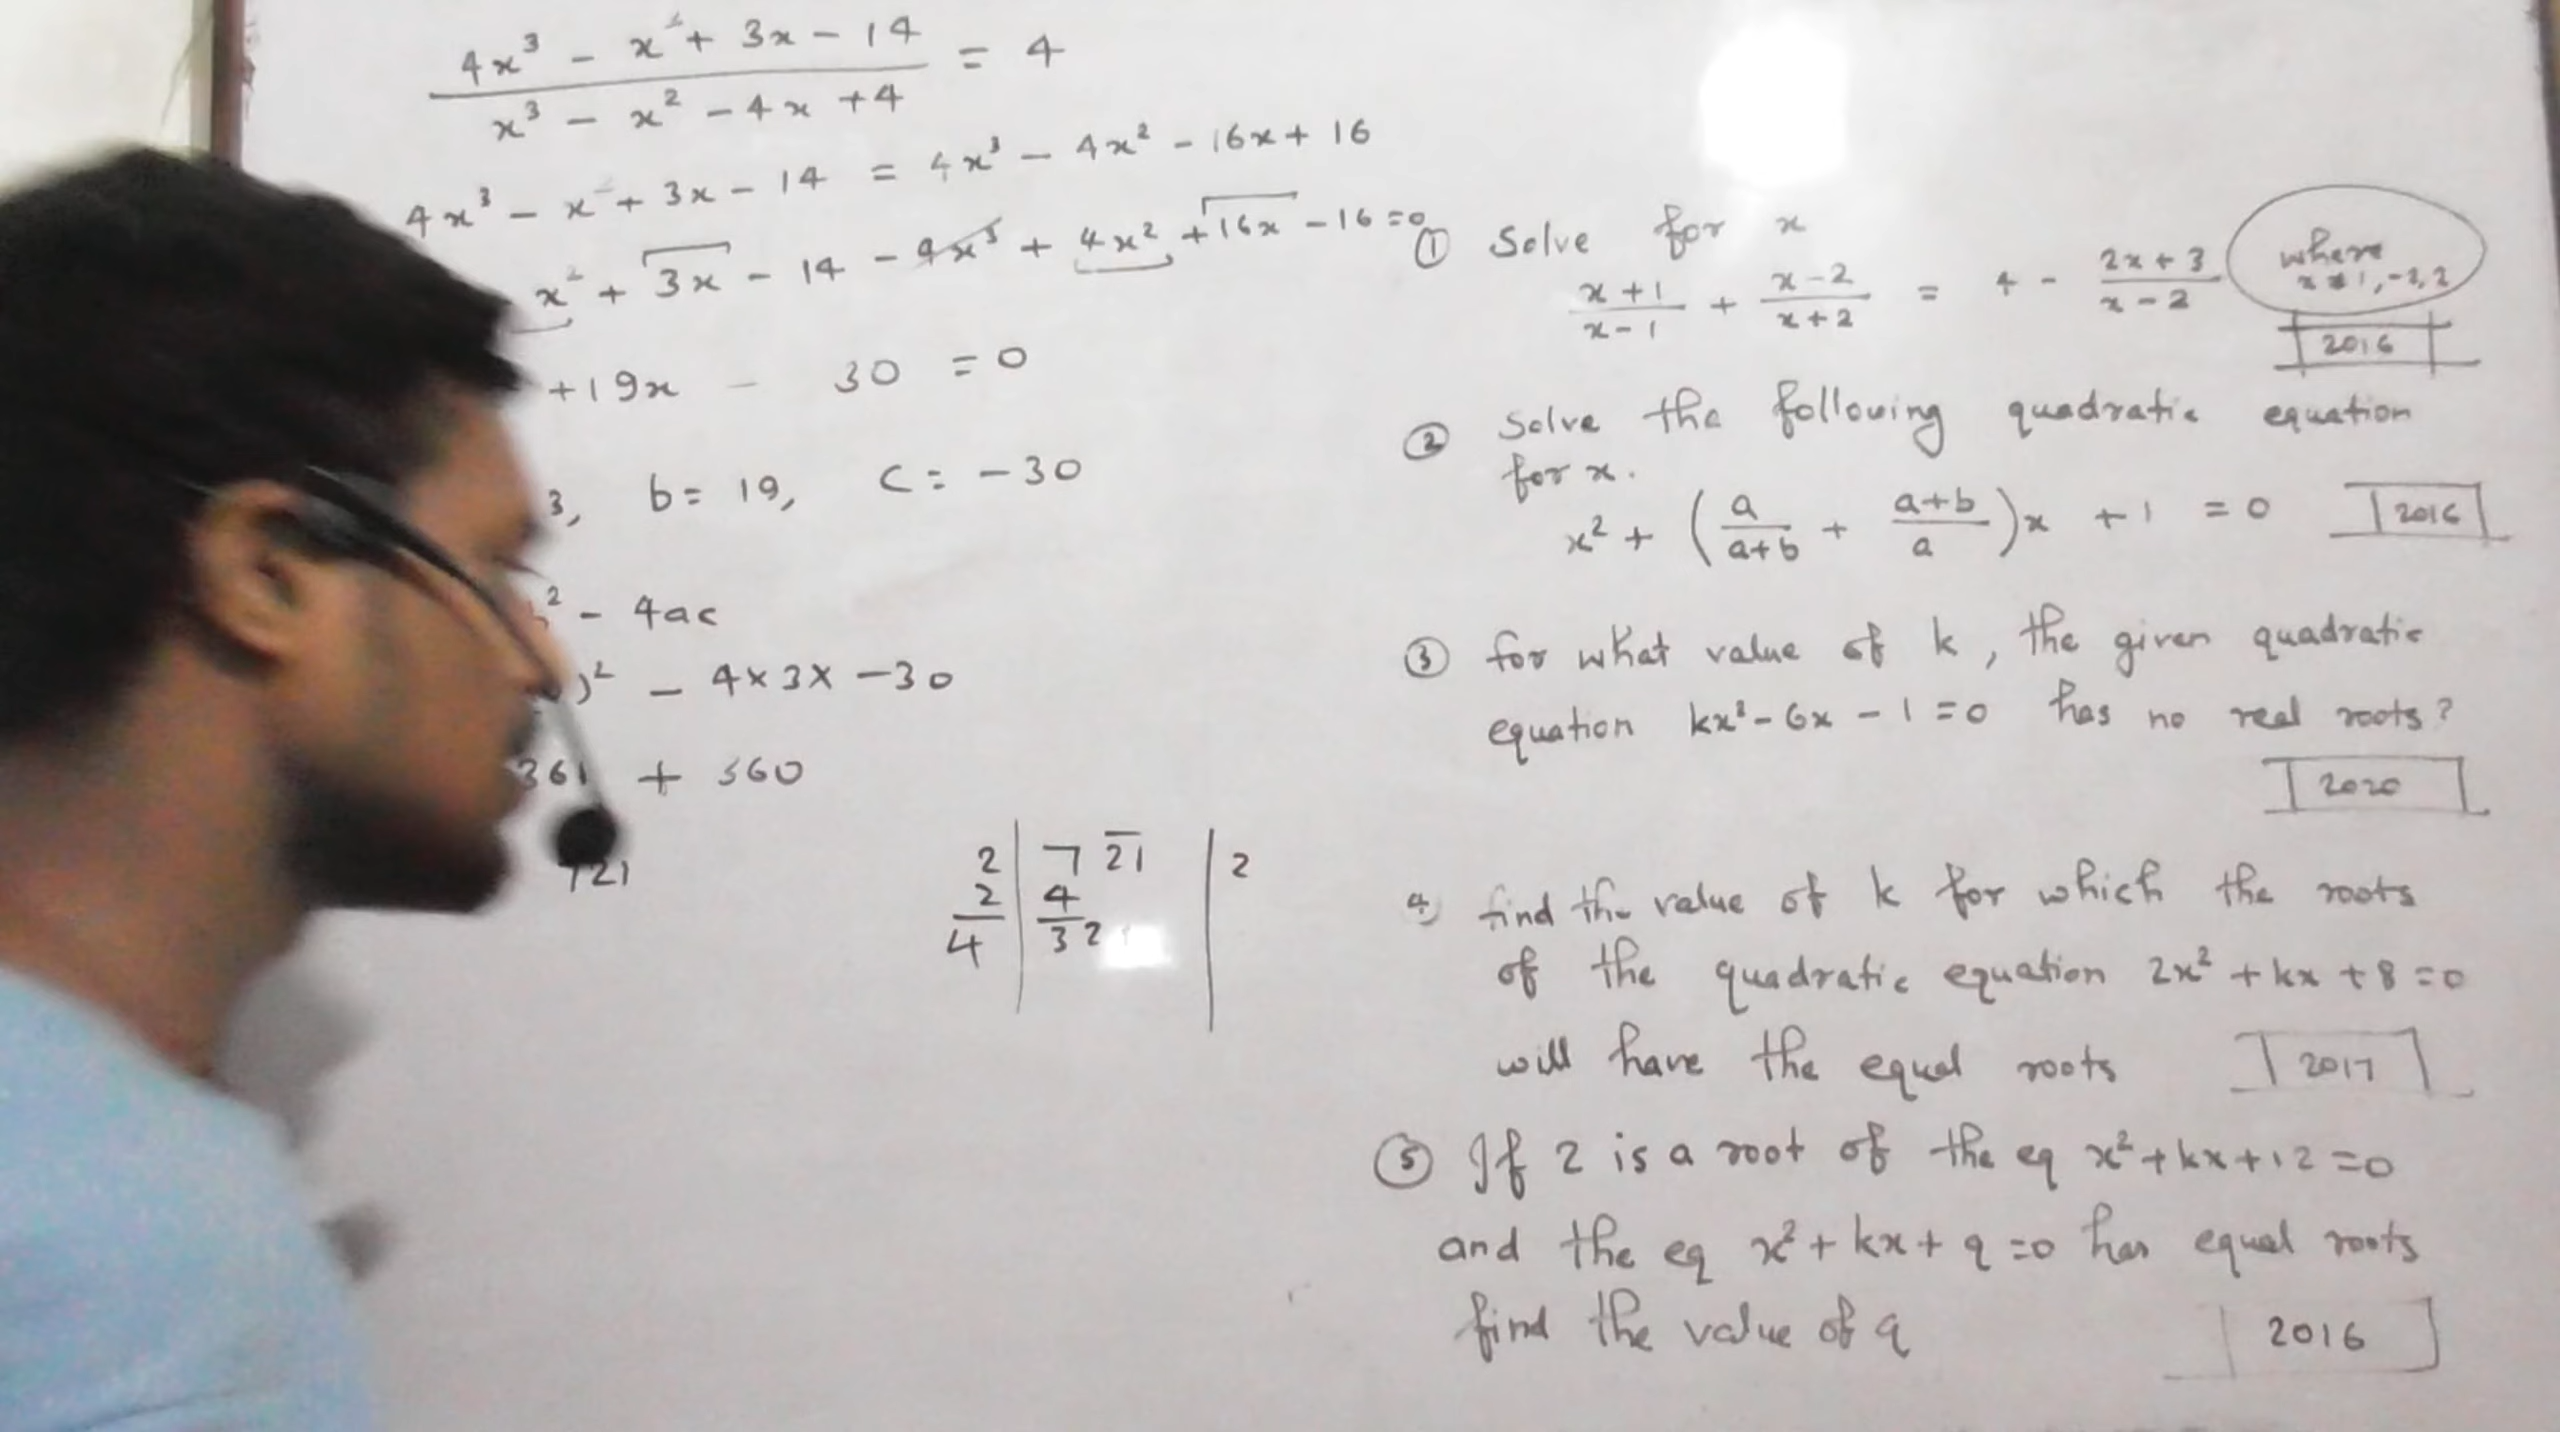 4x³ - x² + 3x - 14 / x³ - x² - 4x + 4 = 4
4x³ - x² + 3x - 14 = 4x³ - 4x² - 16x + 16
x² + 3x - 14 - 4x³ + 4x² + 16x - 16 = 0
+19x - 30 = 0
3, b = 19, c = -30
² - 4ac
)² - 4×3×-30
361 + 360
721
2 | 7 21 | 2
2 | 4
4 | 32
① Solve for x
x+1/x-1 + x-2/x+2 = 4 - 2x+3/x-2 where x ≠ 1, -2, 2
2016
② Solve the following quadratic equation
for x.
x² + (a/a+b + a+b/a)x + 1 = 0 2016
③ for what value of k, the given quadratic
equation kx² - 6x - 1 = 0 has no real roots?
2020
4) find the value of k for which the roots
of the quadratic equation 2x² + kx + 8 = 0
will have the equal roots 2017
⑤ If 2 is a root of the eq x² + kx + 12 = 0
and the eq x² + kx + q = 0 has equal roots
find the value of q 2016